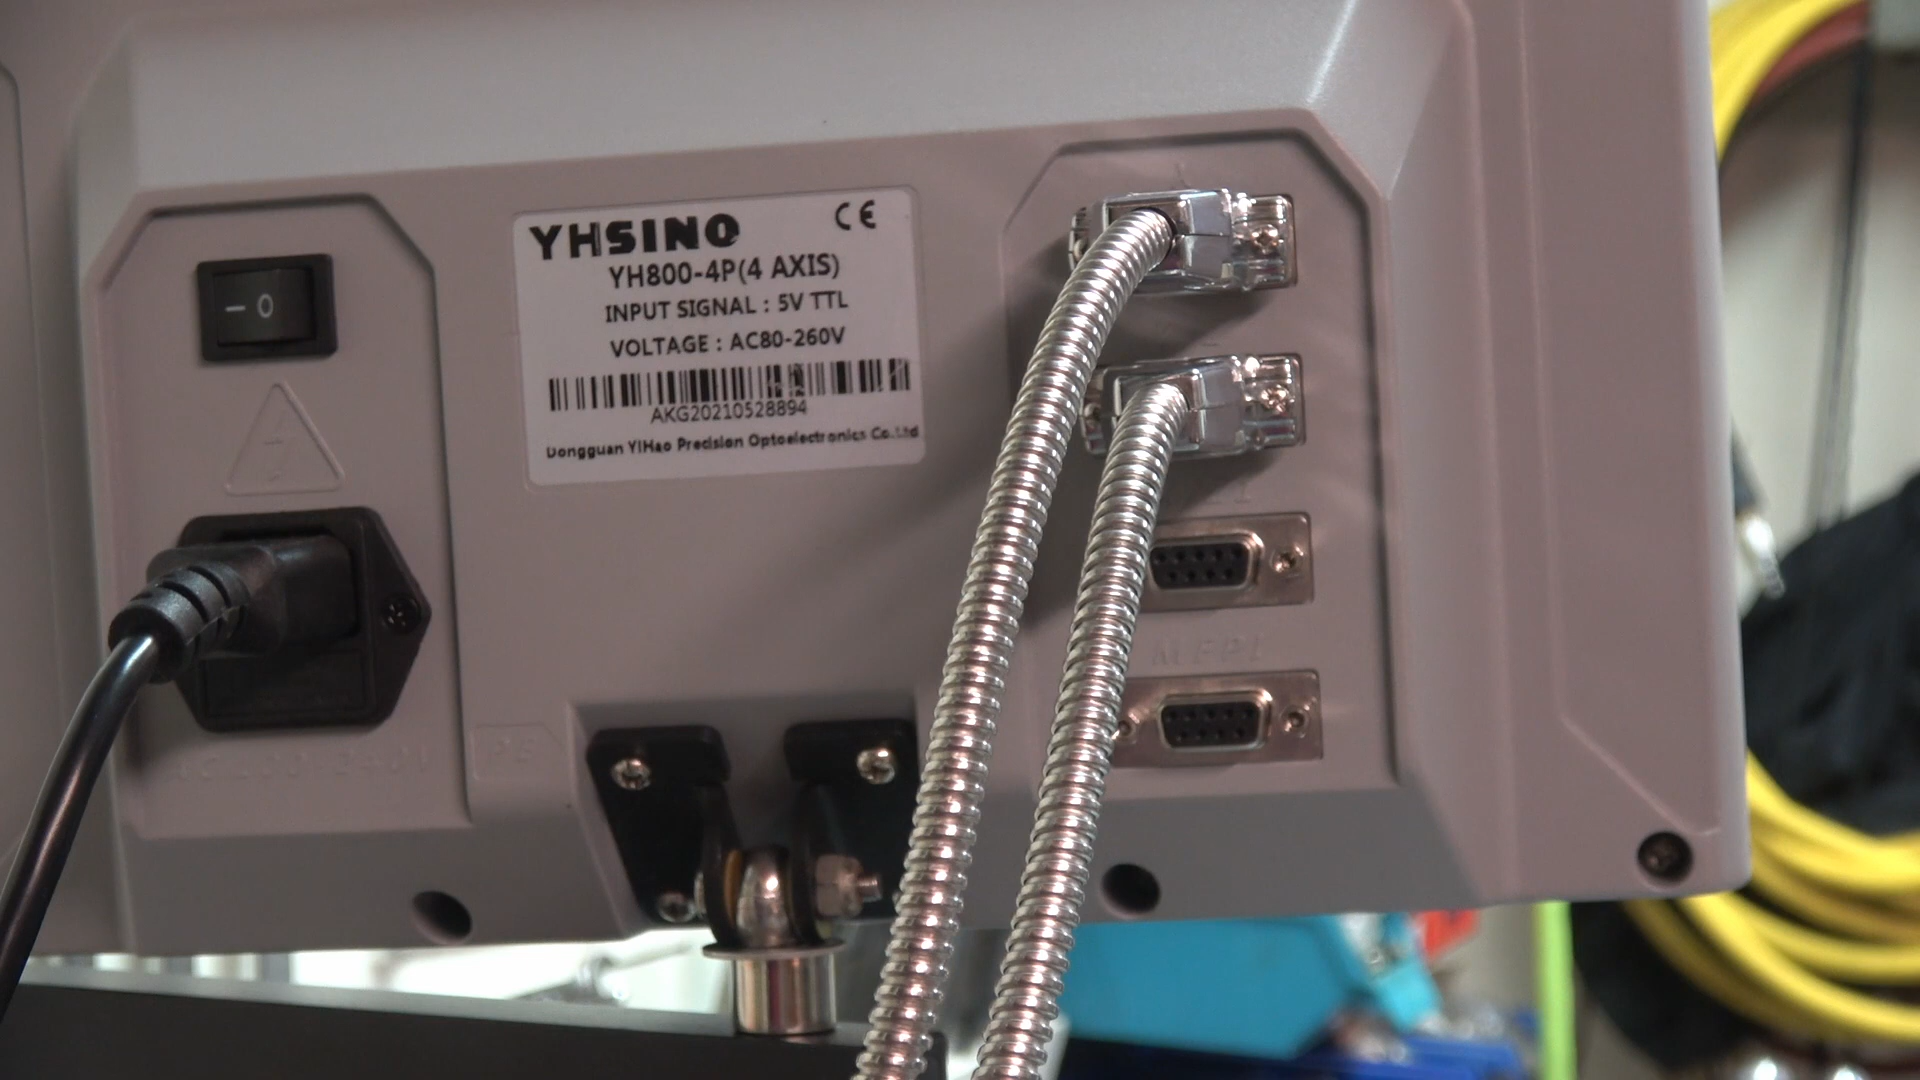 YHSINO CE
YH800-4P(4 AXIS)
INPUT SIGNAL : 5V TTL
VOLTAGE : AC80-260V
AKG20210528894
Dongguan YiHao Precision Optoelectronics Co.Ltd
– O